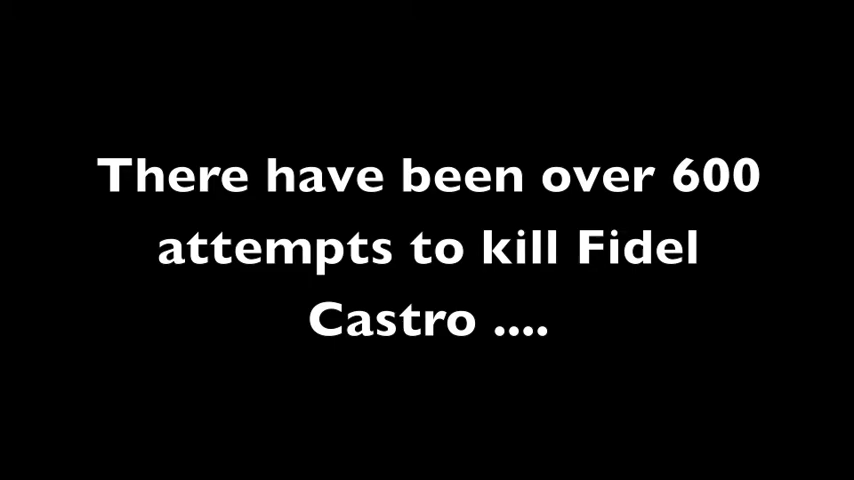 There have been over 600
attempts to kill Fidel
Castro ....